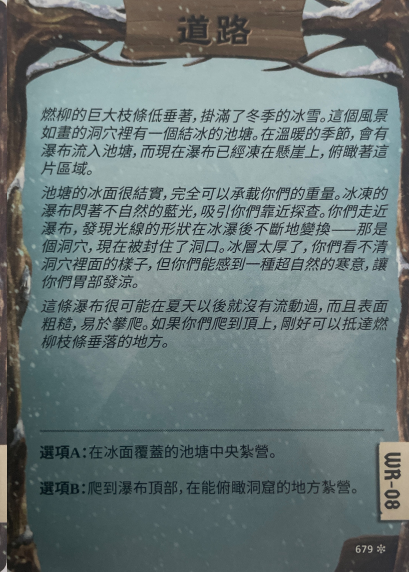 道路
燃柳的巨大枝條低垂著，掛滿了冬季的冰雪。這個風景
如畫的洞穴裡有一個結冰的池塘。在溫暖的季節，會有
瀑布流入池塘，而現在瀑布已經凍在懸崖上，俯瞰著這
片區域。
池塘的冰面很結實，完全可以承載你們的重量。冰凍的
瀑布閃著不自然的藍光，吸引你們靠近探查。你們走近
瀑布，發現光線的形狀在冰瀑後不斷地變換——那是
個洞穴，現在被封住了洞口。冰層太厚了，你們看不清
洞穴裡面的樣子，但你們能感到一種超自然的寒意，讓
你們胃部發涼。
這條瀑布很可能在夏天以後就沒有流動過，而且表面
粗糙，易於攀爬。如果你們爬到頂上，剛好可以抵達燃
柳枝條垂落的地方。
選項A：在冰面覆蓋的池塘中央紮營。
選項B：爬到瀑布頂部，在能俯瞰洞窟的地方紮營。
WR-08
679